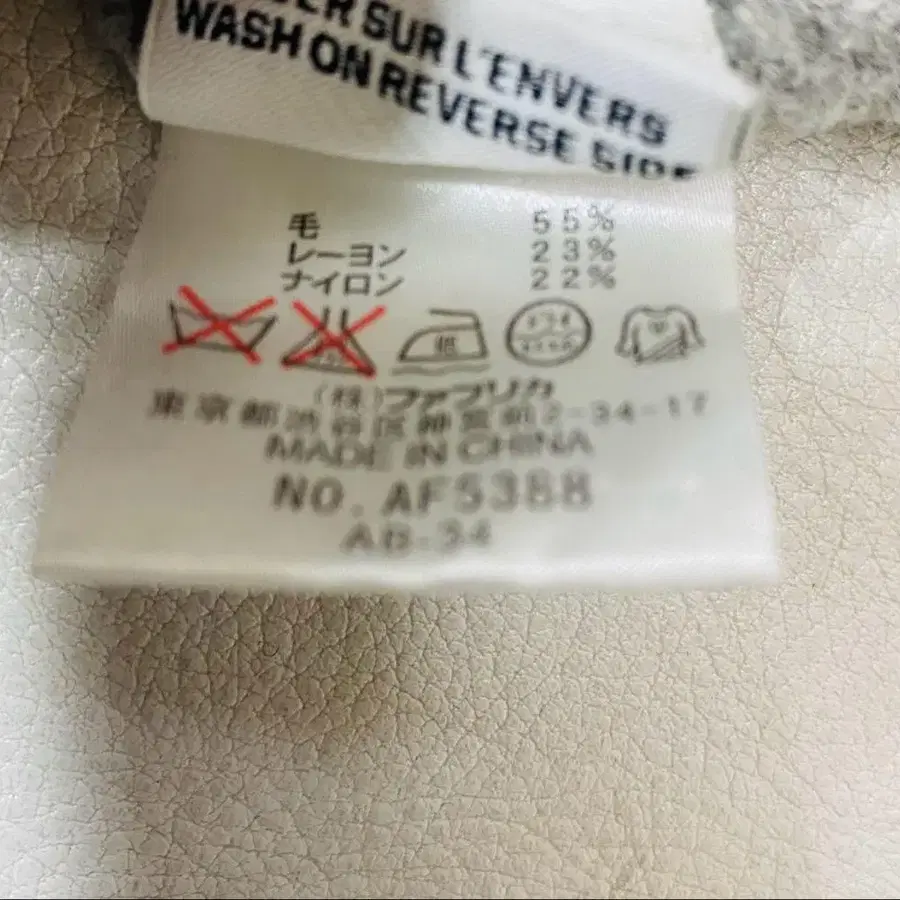 SUR L'ENVERS
WASH ON REVERSE SIDE
毛 55%
レーヨン 23%
ナイロン 22%
低
(株)ファブリカ
東京都渋谷区神宮前2-34-17
MADE IN CHINA
NO. AF5388
AB-34